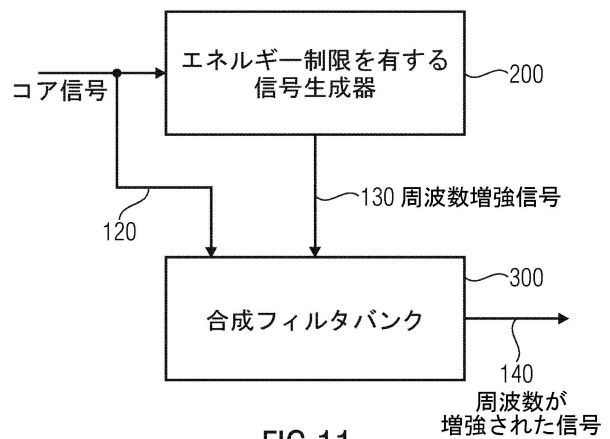 エネルギー制限を有する
信号生成器
200
コア信号
120
130 周波数増強信号
300
合成フィルタバンク
140
周波数が
増強された信号
FIG 11